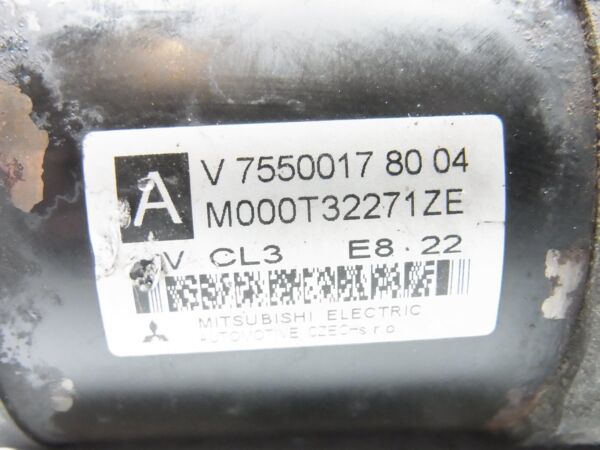 A
V 7550017 80 04
M000T32271ZE
V CL3 E8 · 22
MITSUBISHI ELECTRIC
AUTOMOTIVE CZECH s.r.o.